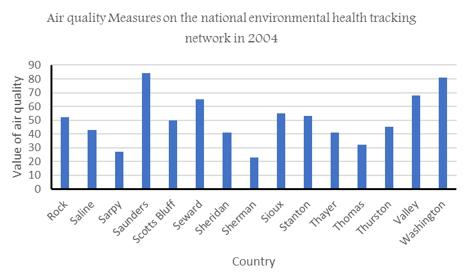 Air quality Measures on the national environmental health tracking
network in 2004
Value of air quality
90
80
70
60
50
40
30
20
10
0
Rock
Saline
Sarpy
Saunders
Scotts Bluff
Seward
Sheridan
Sherman
Sioux
Stanton
Thayer
Thomas
Thurston
Valley
Washington
Country